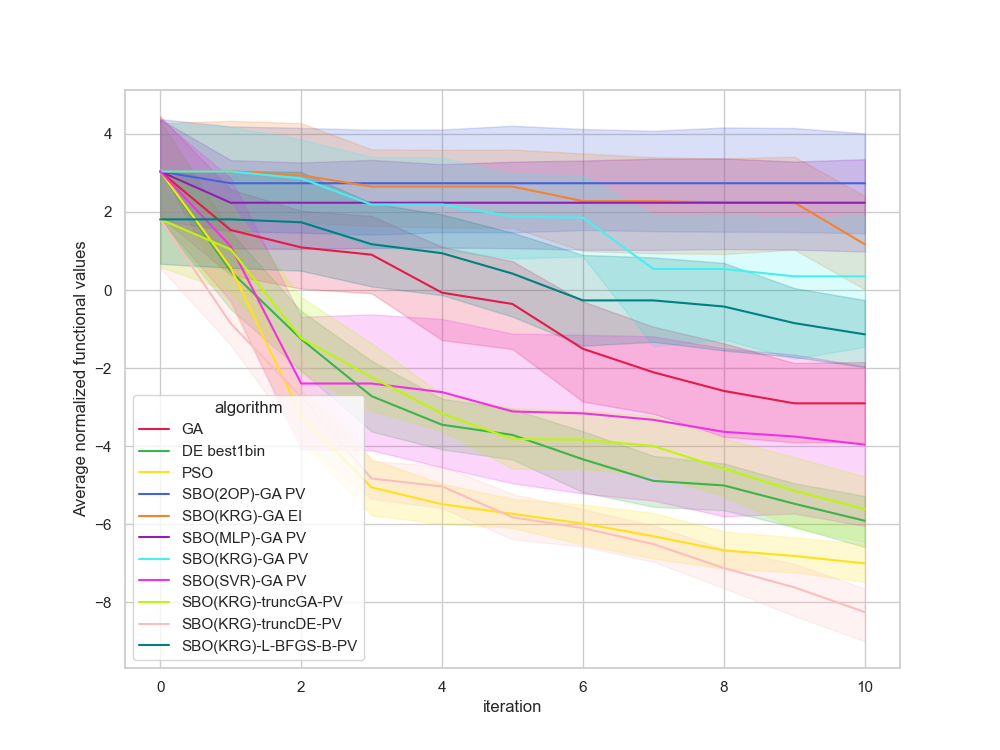 4
2
0
−2
−4
−6
−8
Average normalized functional values
algorithm
GA
DE best1bin
PSO
SBO(2OP)-GA PV
SBO(KRG)-GA EI
SBO(MLP)-GA PV
SBO(KRG)-GA PV
SBO(SVR)-GA PV
SBO(KRG)-truncGA-PV
SBO(KRG)-truncDE-PV
SBO(KRG)-L-BFGS-B-PV
0 2 4 6 8 10
iteration